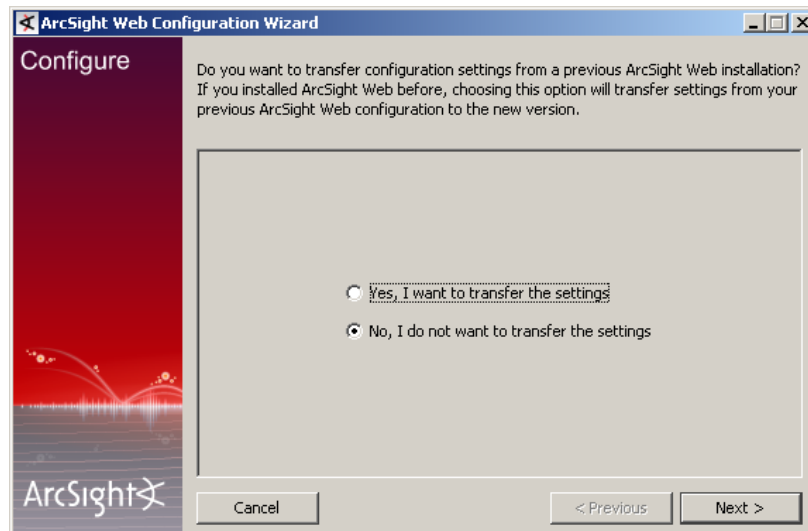 ArcSight Web Configuration Wizard
Configure
Do you want to transfer configuration settings from a previous ArcSight Web installation?
If you installed ArcSight Web before, choosing this option will transfer settings from your
previous ArcSight Web configuration to the new version.
Yes, I want to transfer the settings
No, I do not want to transfer the settings
ArcSight
Cancel
< Previous
Next >